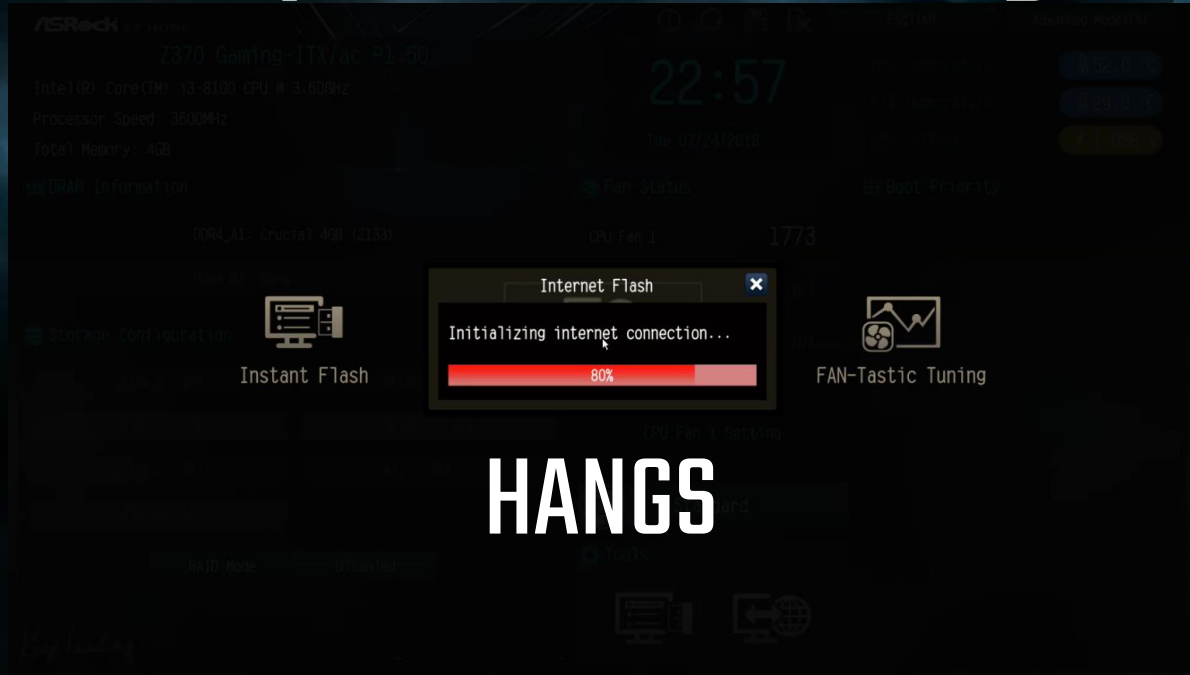 ASRock EZ MODE
English
Advanced Mode(F6)
Z370 Gaming-ITX/ac P1.50
Intel(R) Core(TM) i3-8100 CPU @ 3.60GHz
Processor Speed: 3600MHz
Total Memory: 4GB
22:57
Tue 07/24/2018
DRAM Information
Fan Status
Boot Priority
DDR4_A1: Crucial 4GB (2133)
CPU Fan 1
1773
Internet Flash
Initializing internet connection...
80%
Storage Configuration
Instant Flash
FAN-Tastic Tuning
CPU Fan 1 Setting
HANGS
Tools
RAID Mode
Disabled